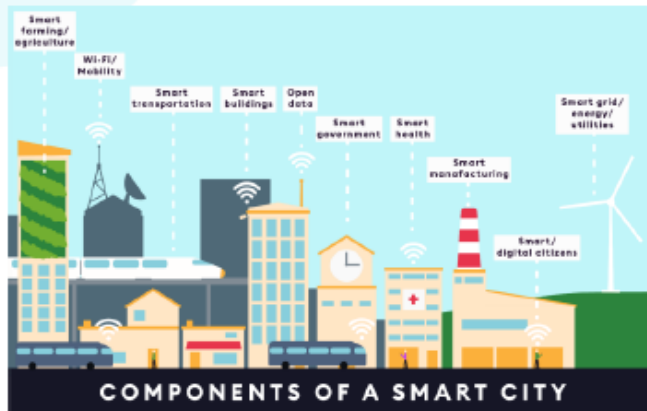 Smart
farming/
agriculture
Wi-Fi/
Mobility
Smart
transportation
Smart
buildings
Open
data
Smart
government
Smart
health
Smart
manufacturing
Smart grid/
energy/
utilities
Smart/
digital citizens
COMPONENTS OF A SMART CITY